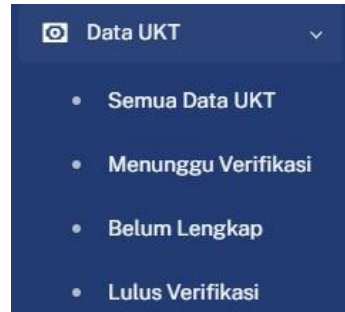 Data UKT
Semua Data UKT
Menunggu Verifikasi
Belum Lengkap
Lulus Verifikasi